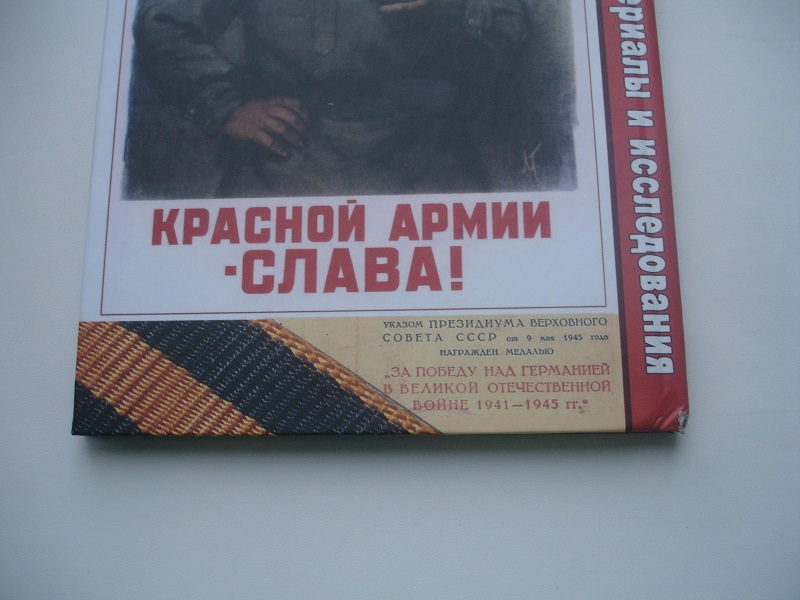 КРАСНОЙ АРМИИ
-СЛАВА!
УКАЗОМ ПРЕЗИДИУМА ВЕРХОВНОГО
СОВЕТА СССР от 9 мая 1945 года
НАГРАЖДЕН МЕДАЛЬЮ
„ЗА ПОБЕДУ НАД ГЕРМАНИЕЙ
В ВЕЛИКОЙ ОТЕЧЕСТВЕННОЙ
ВОЙНЕ 1941—1945 гг.“
ериалы и исследования